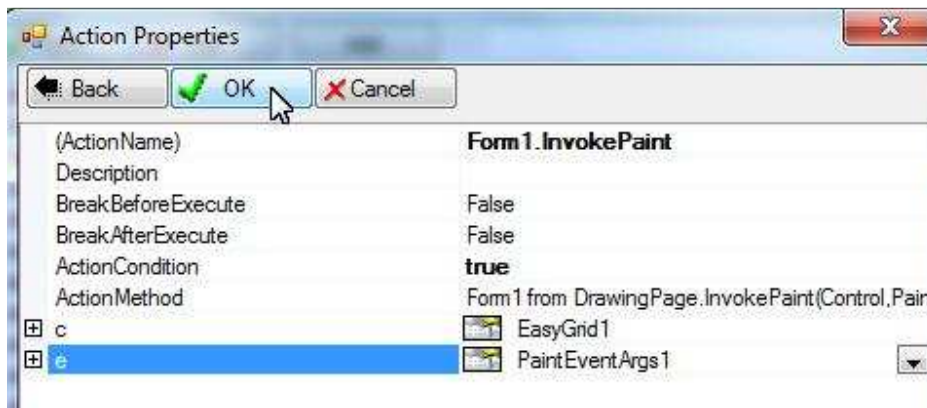 Action Properties
Back OK Cancel
(ActionName) Form1.InvokePaint
Description
BreakBeforeExecute False
BreakAfterExecute False
ActionCondition true
ActionMethod Form1 from DrawingPage.InvokePaint(Control,Pain
c EasyGrid1
e PaintEventArgs1